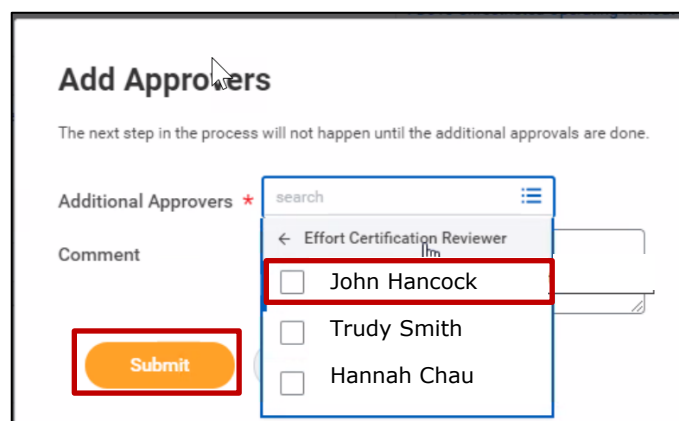 Add Approvers
The next step in the process will not happen until the additional approvals are done.
Additional Approvers *
search
Comment
← Effort Certification Reviewer
John Hancock
Trudy Smith
Hannah Chau
Submit